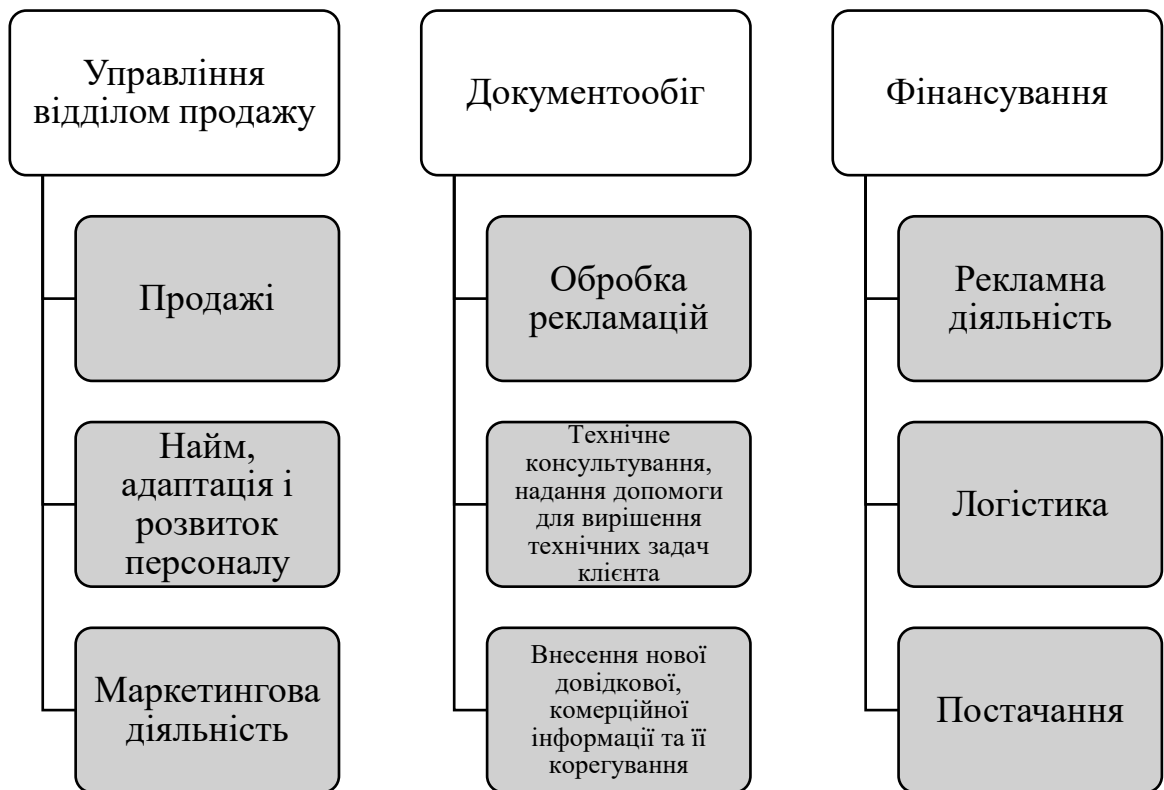 Управління
відділом продажу
Продажі
Найм,
адаптація і
розвиток
персоналу
Маркетингова
діяльність
Документообіг
Обробка
рекламацій
Технічне
консультування,
надання допомоги
для вирішення
технічних задач
клієнта
Внесення нової
довідкової,
комерційної
інформації та її
корегування
Фінансування
Рекламна
діяльність
Логістика
Постачання